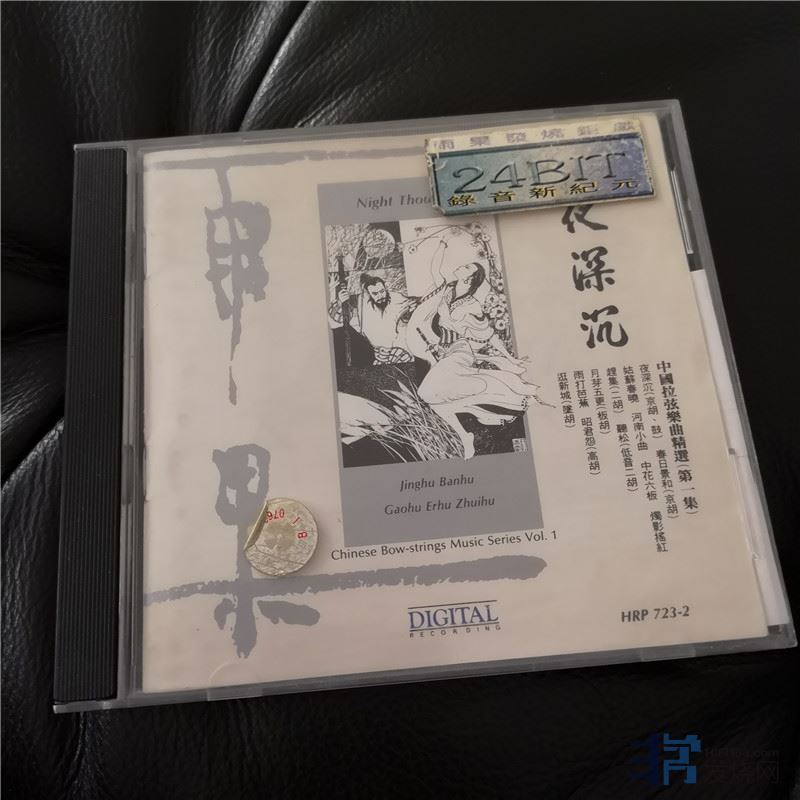 雨果
雨果發燒鉅獻
24BIT
錄音新紀元
Night Thou
夜深沉
中國拉弦樂曲精選(第一集)
夜深沉(京胡、鼓) 春日景和(京胡)
姑蘇春曉 河南小曲 中花六板 燭影搖紅
趕集(二胡) 聽松(低音二胡)
月芽五更(板胡)
雨打芭蕉 昭君怨(高胡)
逛新城(墜胡)
Jinghu Banhu
Gaohu Erhu Zhuihu
Chinese Bow-strings Music Series Vol. 1
DIGITAL
RECORDING
HRP 723-2